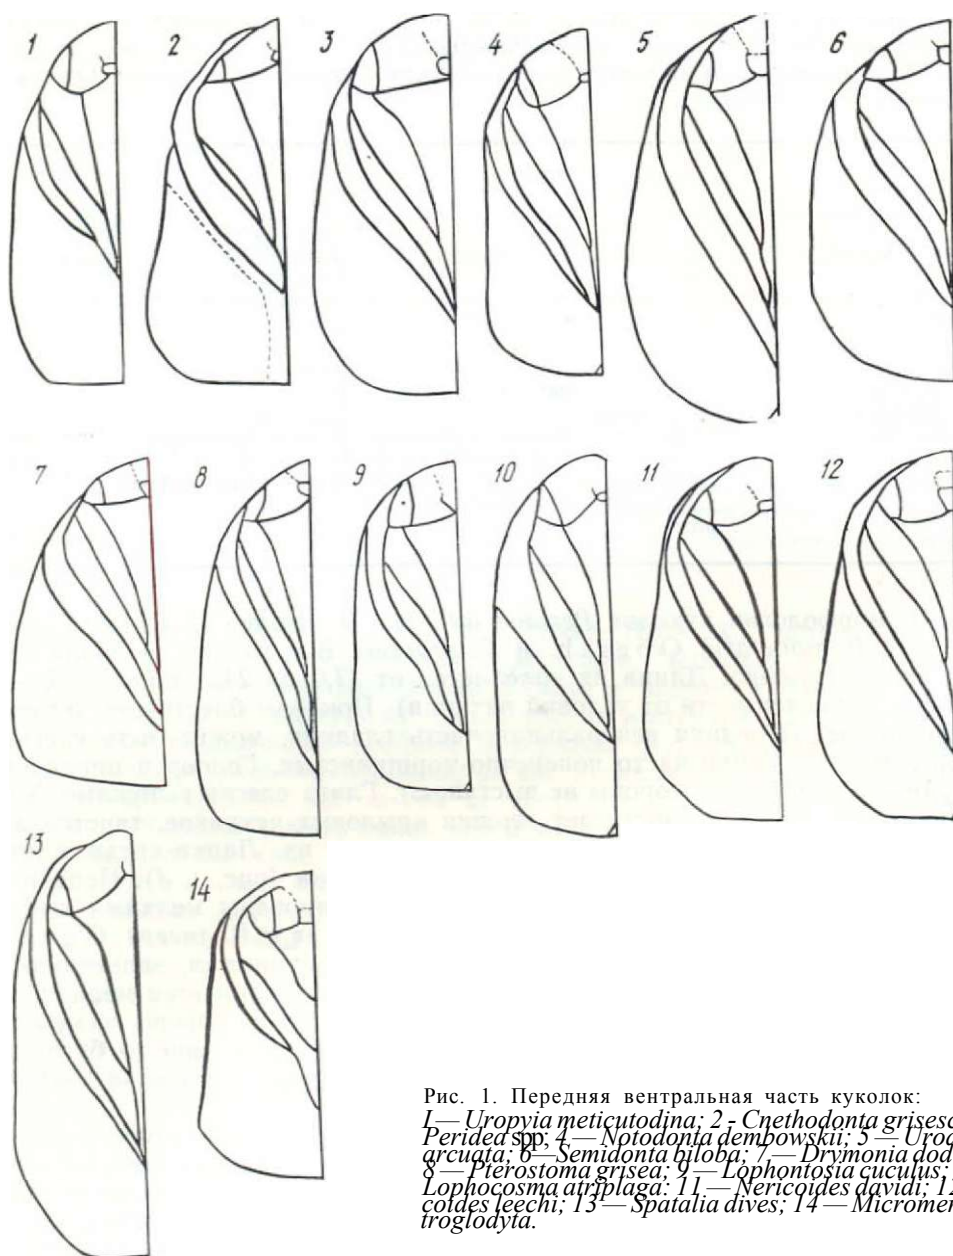 1 2 3 4 5 6
7 8 9 10 11 12
13
14
Рис. 1. Передняя вентральная часть куколок:
1 — Uropyia meticutodina; 2 - Cnethodonta grisesc
Peridea spp; 4 — Notodonta dembowskii; 5 — Uroc
arcuata; 6 — Semidonta biloba; 7 — Drymonia dod
8 — Pterostoma grisea; 9 — Lophontosia cuculus;
Lophocosma atriplaga: 11 — Nericoides davidi; 12
coides leechi; 13 — Spatalia dives; 14 — Micromer
troglodyta.